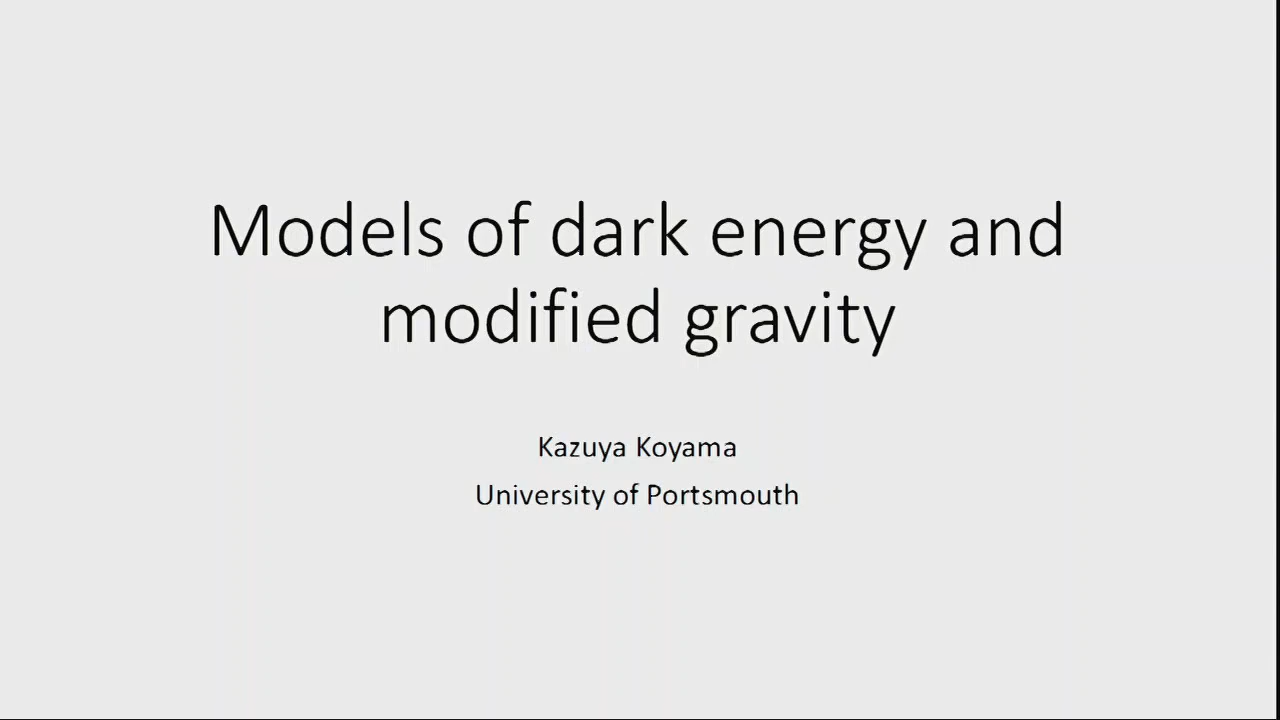 Models of dark energy and
modified gravity
Kazuya Koyama
University of Portsmouth